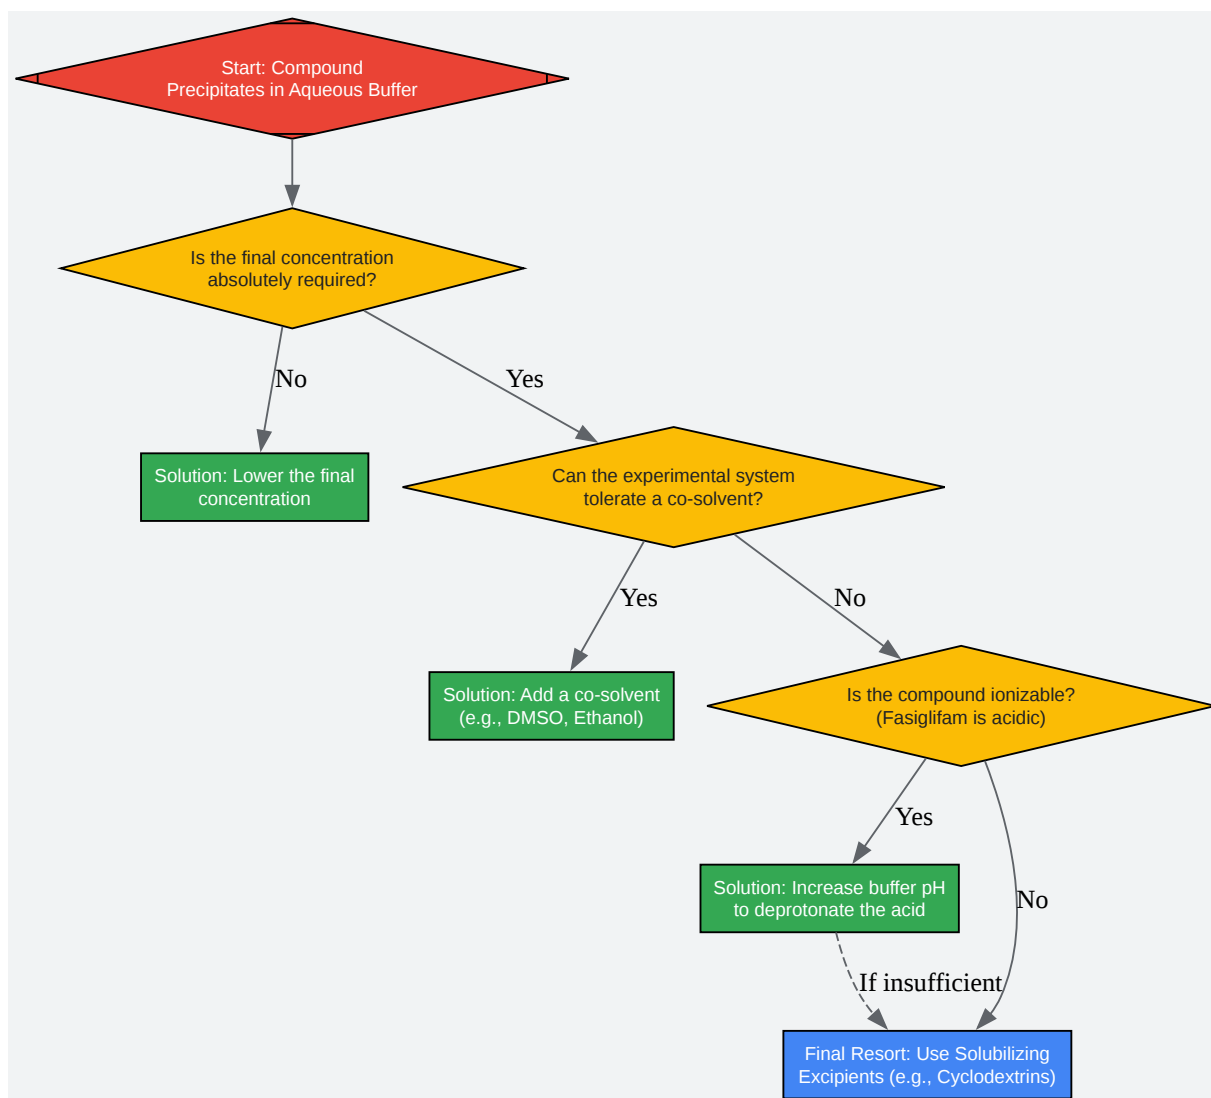 Start: Compound
Precipitates in Aqueous Buffer
Is the final concentration
absolutely required?
No
Yes
Solution: Lower the final
concentration
Can the experimental system
tolerate a co-solvent?
Yes
No
Solution: Add a co-solvent
(e.g., DMSO, Ethanol)
Is the compound ionizable?
(Fasiglifam is acidic)
Yes
No
Solution: Increase buffer pH
to deprotonate the acid
If insufficient
Final Resort: Use Solubilizing
Excipients (e.g., Cyclodextrins)